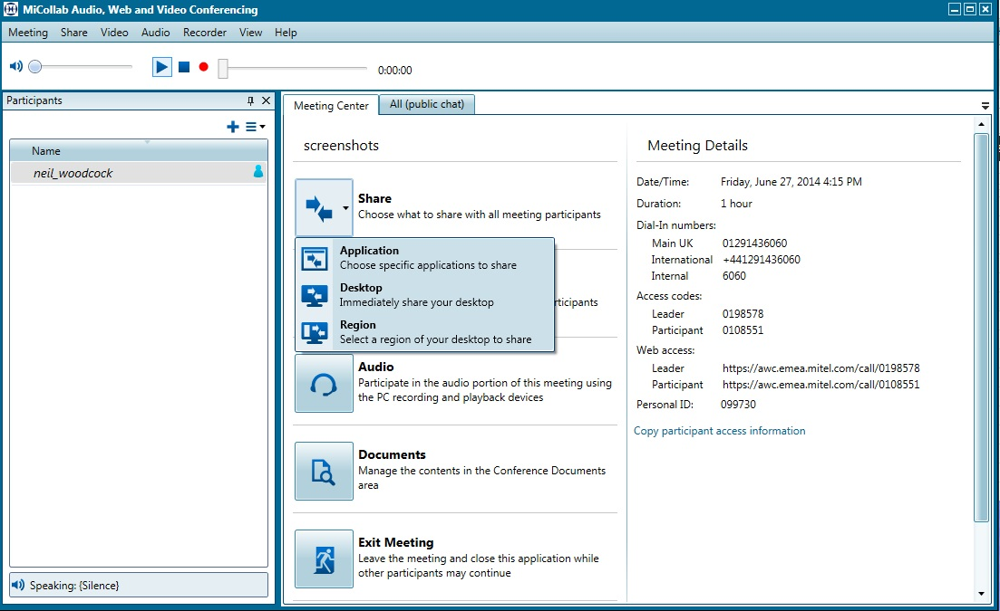 MiCollab Audio, Web and Video Conferencing
Meeting Share Video Audio Recorder View Help
0:00:00
Participants
Name
neil_woodcock
Speaking: {Silence}
Meeting Center
All (public chat)
screenshots
Share
Choose what to share with all meeting participants
Application
Choose specific applications to share
Desktop
Immediately share your desktop
rticipants
Region
Select a region of your desktop to share
Audio
Participate in the audio portion of this meeting using
the PC recording and playback devices
Documents
Manage the contents in the Conference Documents
area
Exit Meeting
Leave the meeting and close this application while
other participants may continue
Meeting Details
Date/Time: Friday, June 27, 2014 4:15 PM
Duration: 1 hour
Dial-In numbers:
Main UK 01291436060
International +441291436060
Internal 6060
Access codes:
Leader 0198578
Participant 0108551
Web access:
Leader https://awc.emea.mitel.com/call/0198578
Participant https://awc.emea.mitel.com/call/0108551
Personal ID: 099730
Copy participant access information